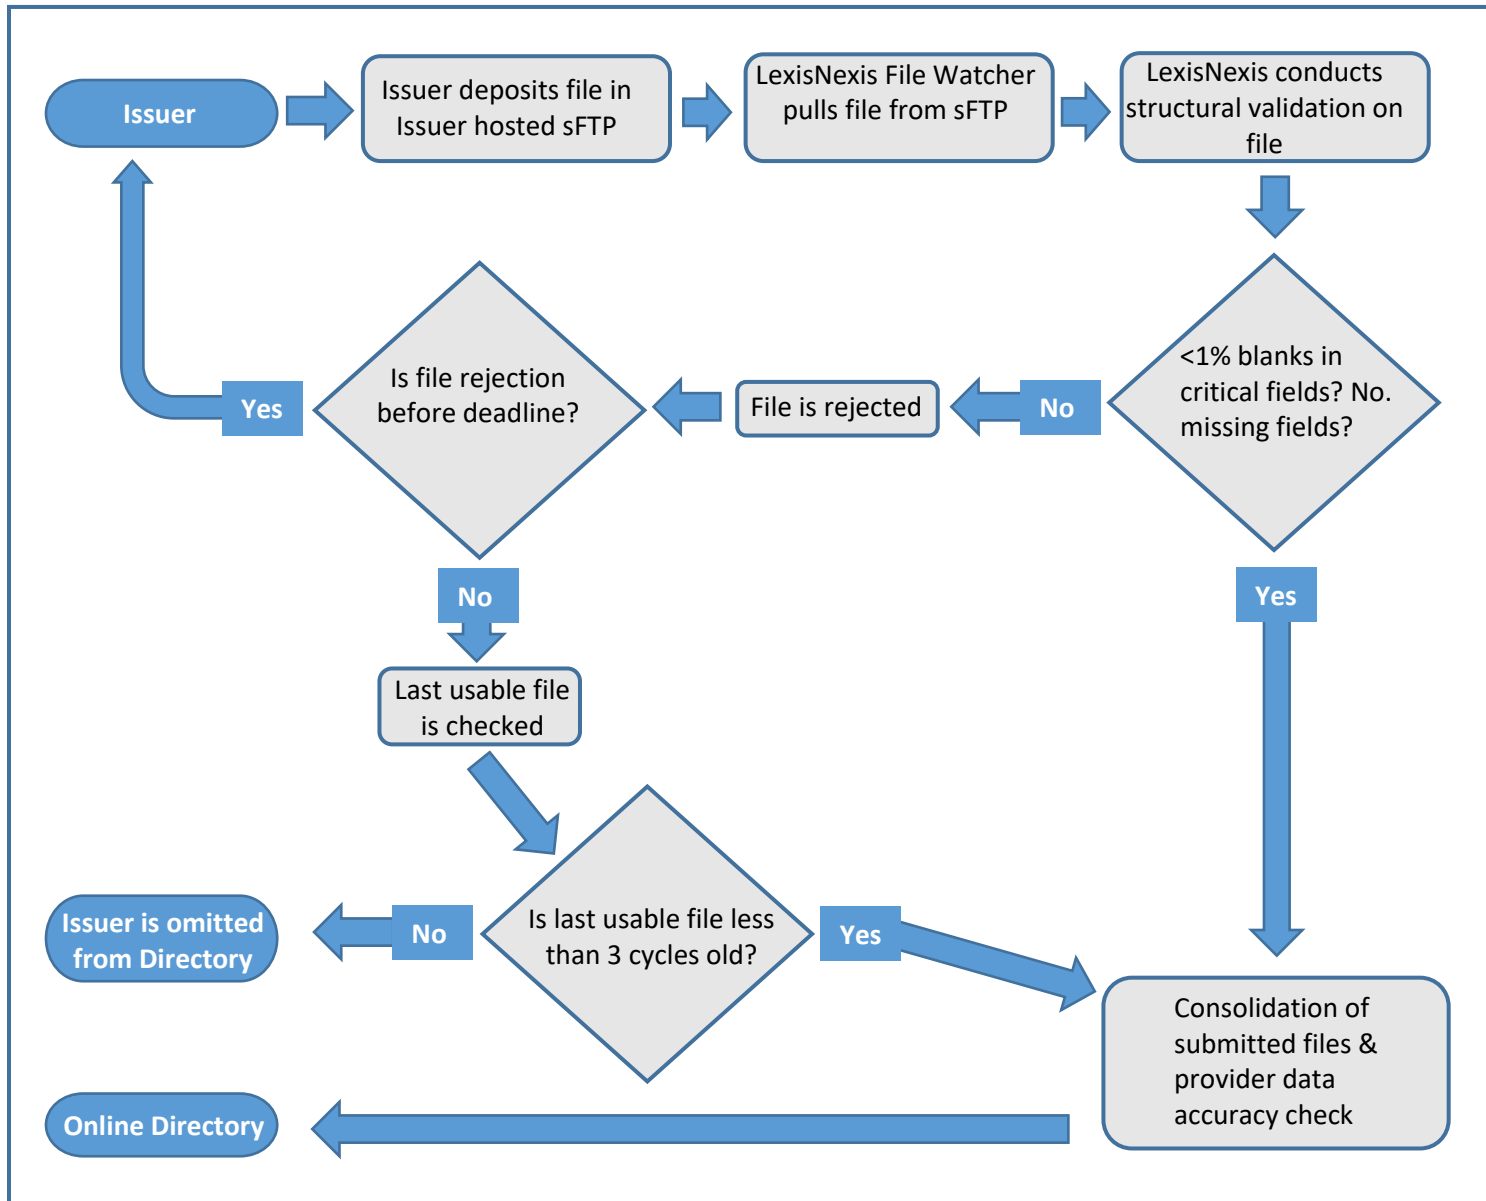 Issuer
Issuer deposits file in
Issuer hosted sFTP
LexisNexis File Watcher
pulls file from sFTP
LexisNexis conducts
structural validation on
file
<1% blanks in
critical fields? No.
missing fields?
No
File is rejected
Is file rejection
before deadline?
Yes
No
Yes
Last usable file
is checked
Is last usable file less
than 3 cycles old?
No
Yes
Issuer is omitted
from Directory
Consolidation of
submitted files &
provider data
accuracy check
Online Directory